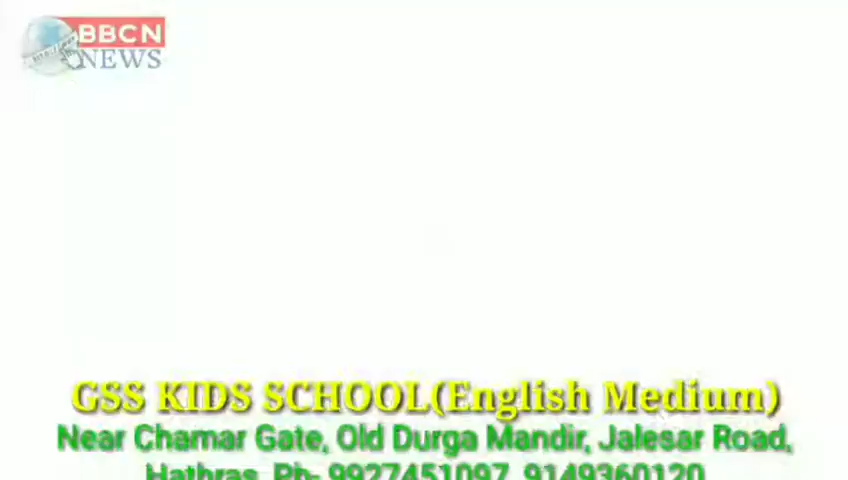 BBCN
NEWS
GSS KIDS SCHOOL(English Medium)
Near Chamar Gate, Old Durga Mandir, Jalesar Road,
Hathras, Ph- 9927451097, 9149360120